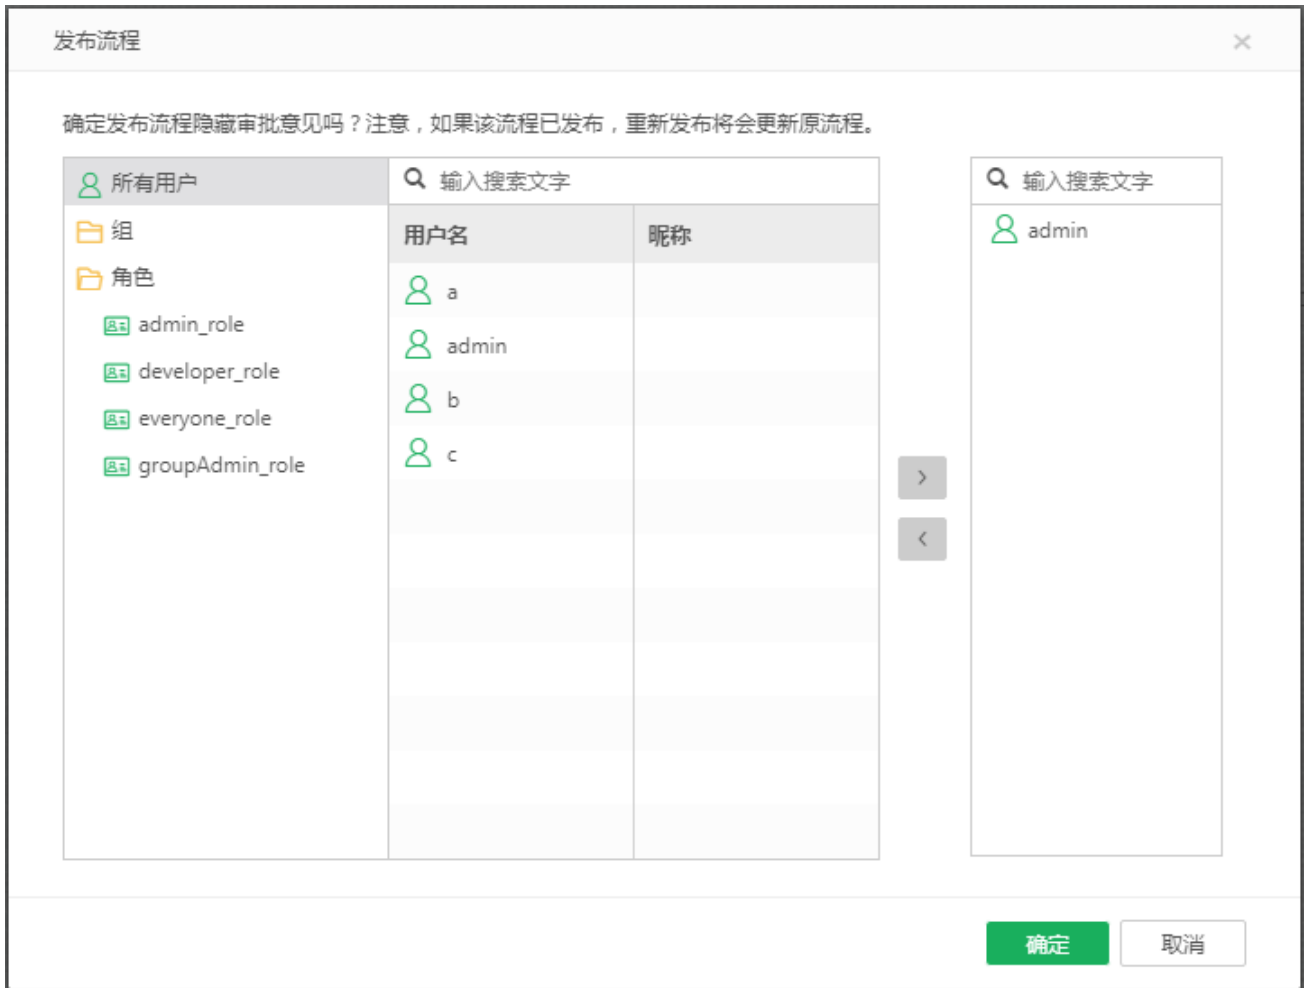 发布流程
确定发布流程隐藏审批意见吗？注意，如果该流程已发布，重新发布将会更新原流程。
所有用户
组
角色
admin_role
developer_role
everyone_role
groupAdmin_role
输入搜索文字
用户名 昵称
a
admin
b
c
输入搜索文字
admin
确定 取消